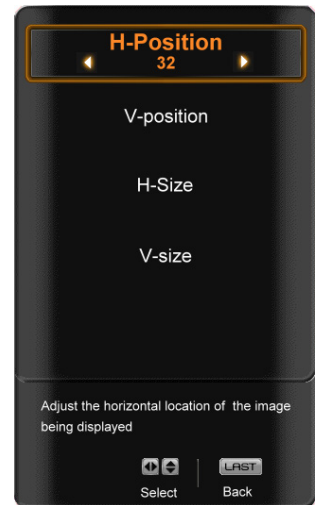 H-Position
32
V-position
H-Size
V-size
Adjust the horizontal location of the image
being displayed
LAST
Select Back